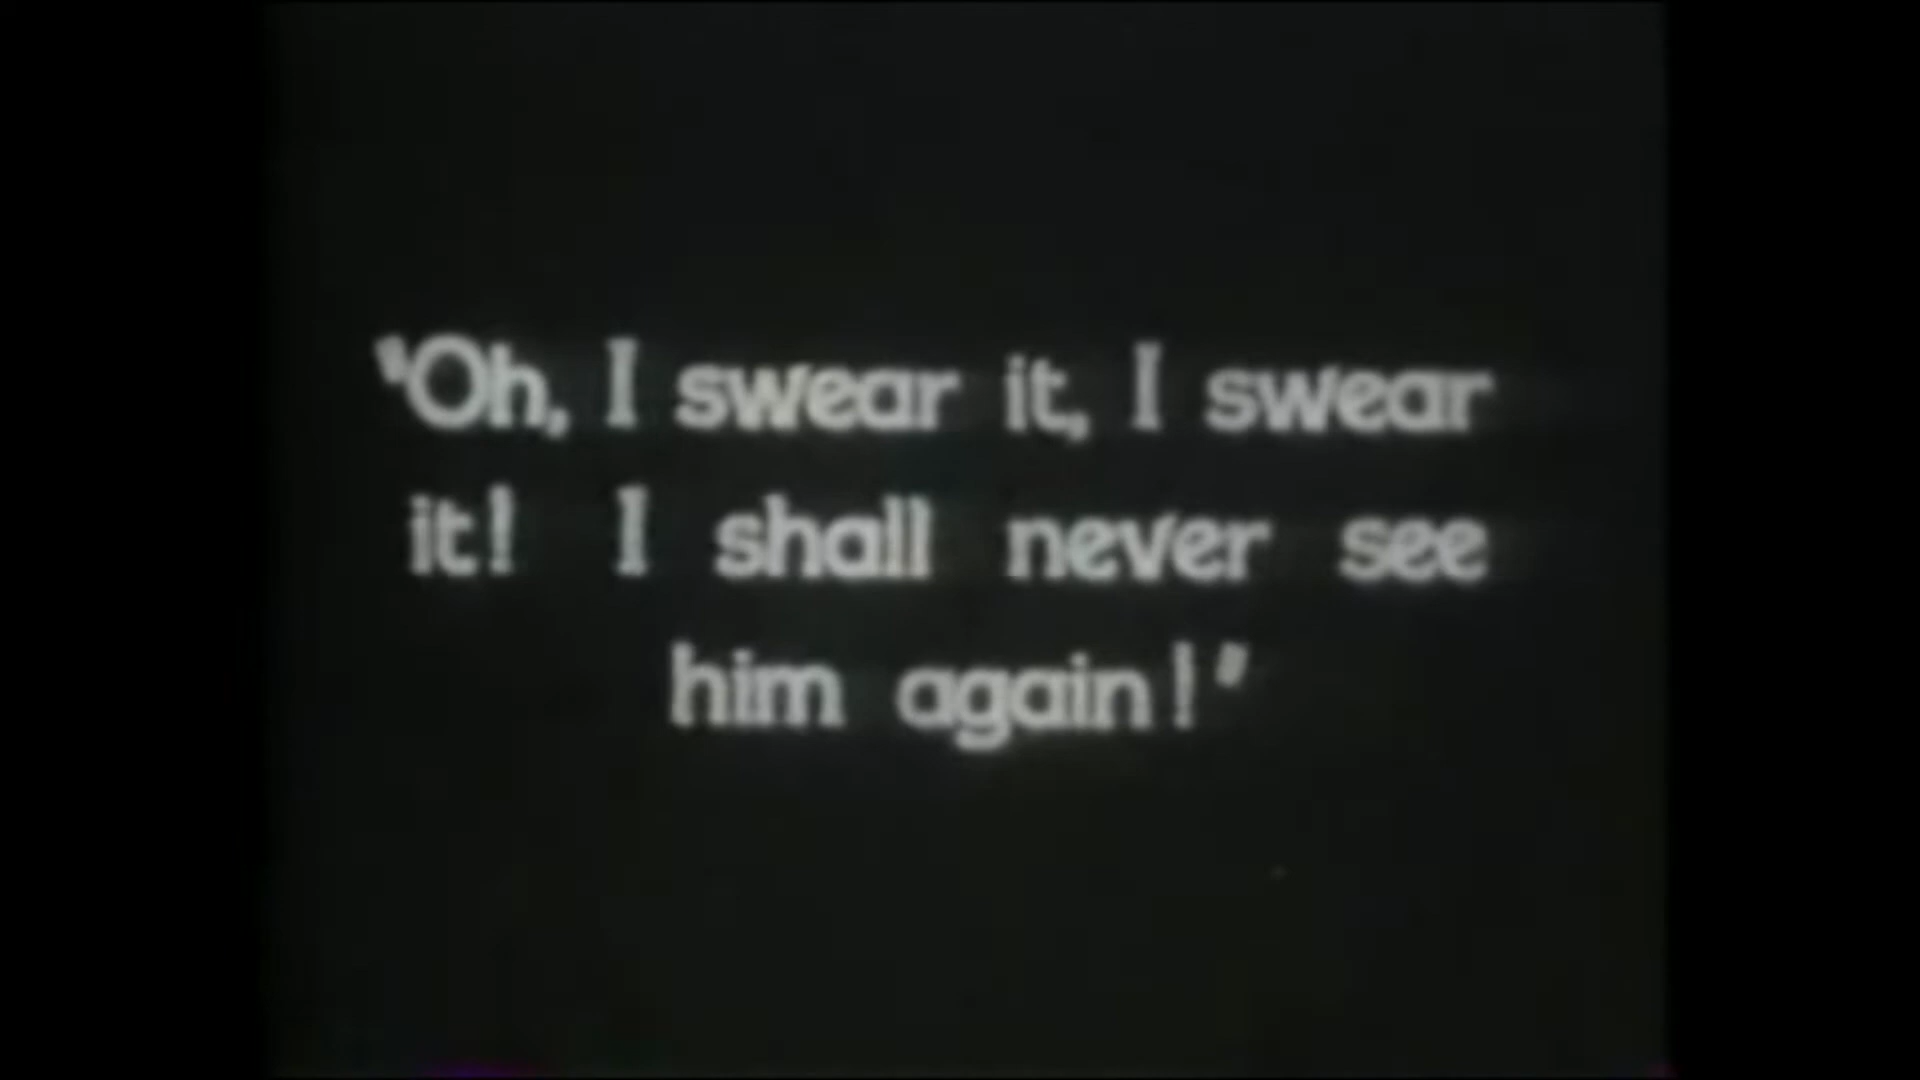 "Oh, I swear it, I swear
it! I shall never see
him again!"